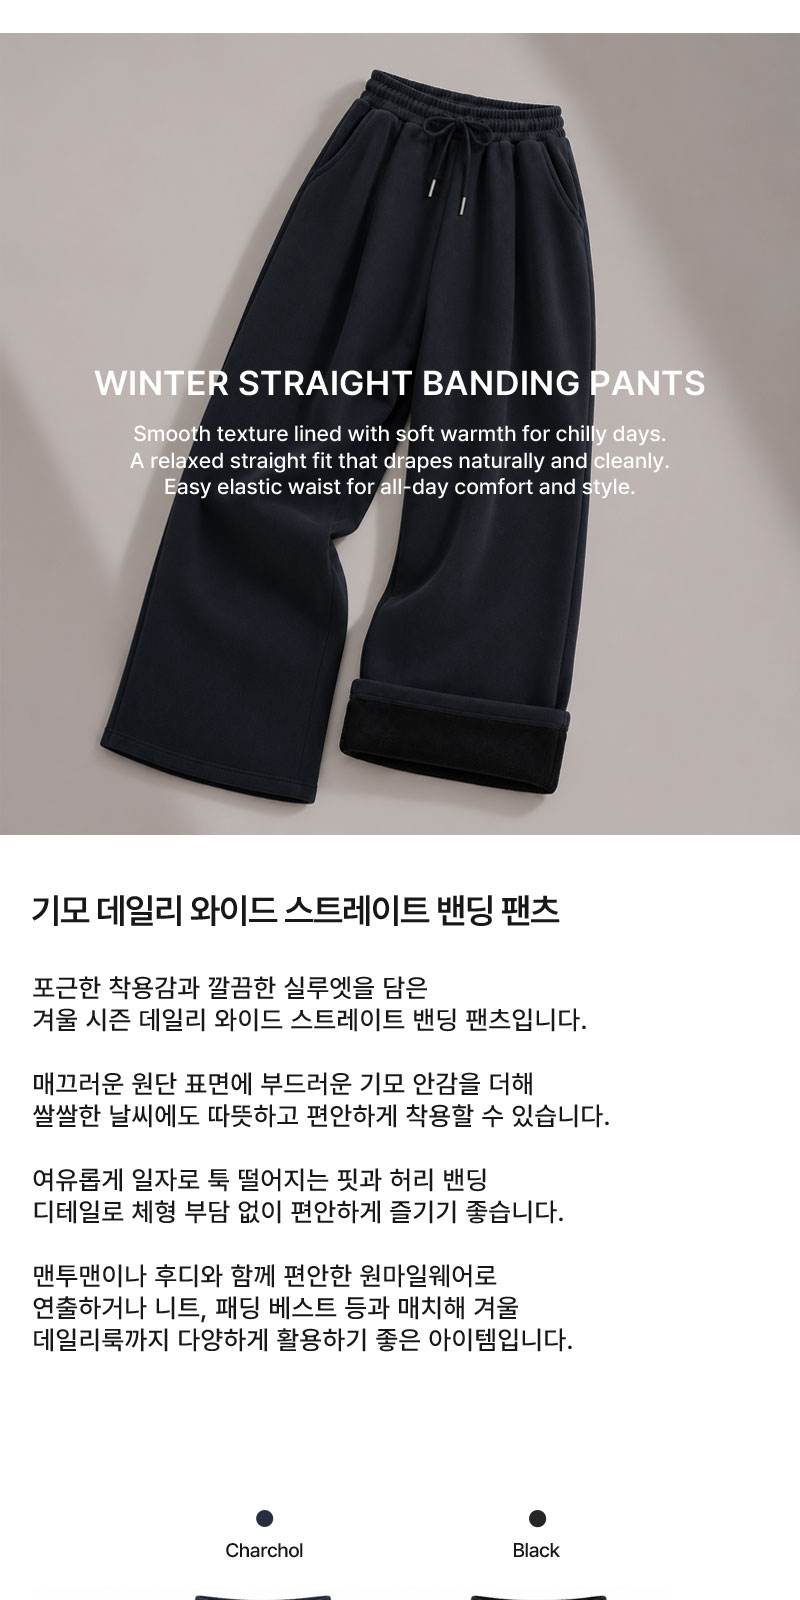 WINTER STRAIGHT BANDING PANTS
Smooth texture lined with soft warmth for chilly days.
A relaxed straight fit that drapes naturally and cleanly.
Easy elastic waist for all-day comfort and style.
기모 데일리 와이드 스트레이트 밴딩 팬츠
포근한 착용감과 깔끔한 실루엣을 담은
겨울 시즌 데일리 와이드 스트레이트 밴딩 팬츠입니다.
매끄러운 원단 표면에 부드러운 기모 안감을 더해
쌀쌀한 날씨에도 따뜻하고 편안하게 착용할 수 있습니다.
여유롭게 일자로 툭 떨어지는 핏과 허리 밴딩
디테일로 체형 부담 없이 편안하게 즐기기 좋습니다.
맨투맨이나 후디와 함께 편안한 원마일웨어로
연출하거나 니트, 패딩 베스트 등과 매치해 겨울
데일리룩까지 다양하게 활용하기 좋은 아이템입니다.
Charchol
Black